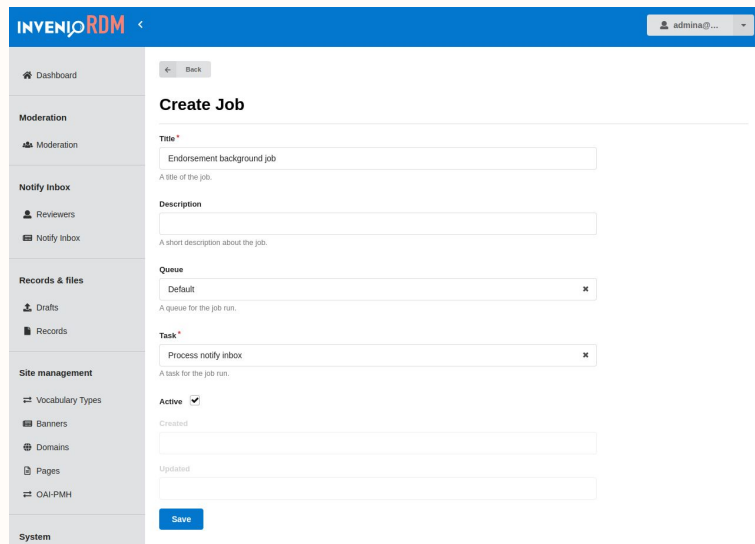 INVENIORDM
admina@...
Dashboard
Moderation
Moderation
Notify Inbox
Reviewers
Notify Inbox
Records & files
Drafts
Records
Site management
Vocabulary Types
Banners
Domains
Pages
OAI-PMH
System
Back
Create Job
Title*
Endorsement background job
A title of the job.
Description
A short description about the job.
Queue
Default
A queue for the job run.
Task*
Process notify inbox
A task for the job run.
Active
Created
Updated
Save